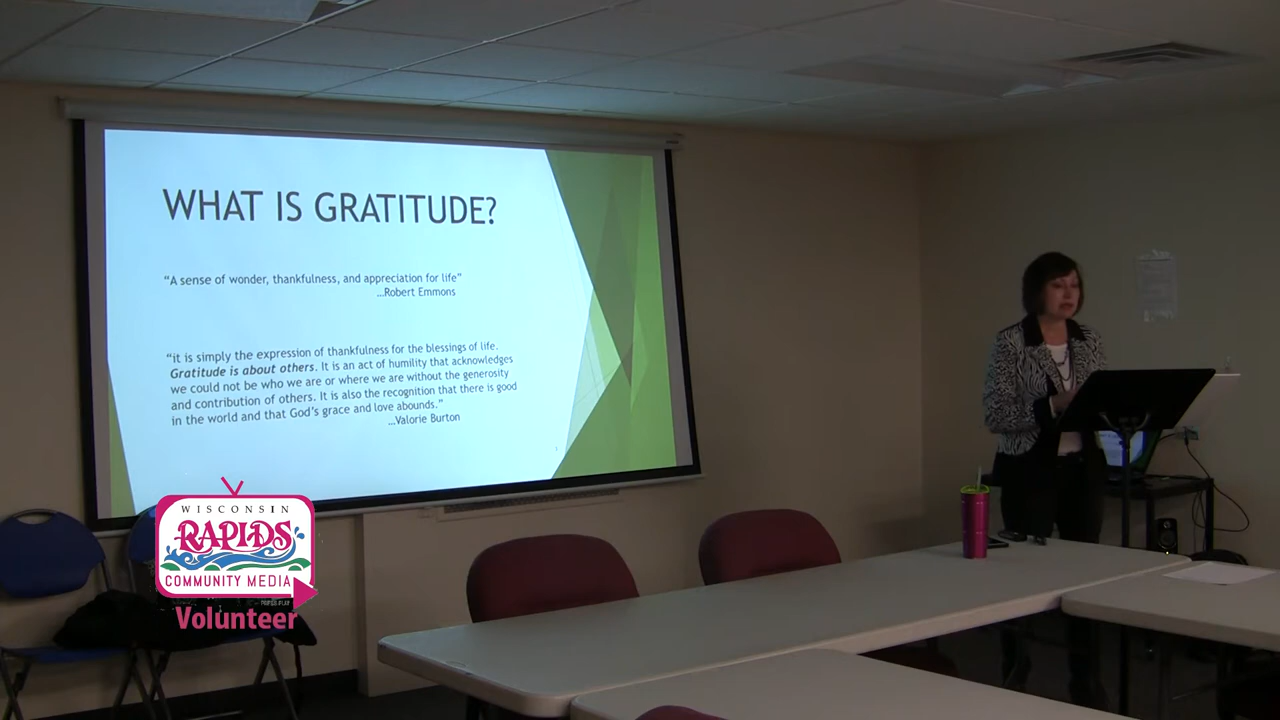 WHAT IS GRATITUDE?
“A sense of wonder, thankfulness, and appreciation for life”
…Robert Emmons
“it is simply the expression of thankfulness for the blessings of life.
Gratitude is about others. It is an act of humility that acknowledges
we could not be who we are or where we are without the generosity
and contribution of others. It is also the recognition that there is good
in the world and that God’s grace and love abounds.”
…Valorie Burton
WISCONSIN
RAPIDS
COMMUNITY MEDIA
Volunteer